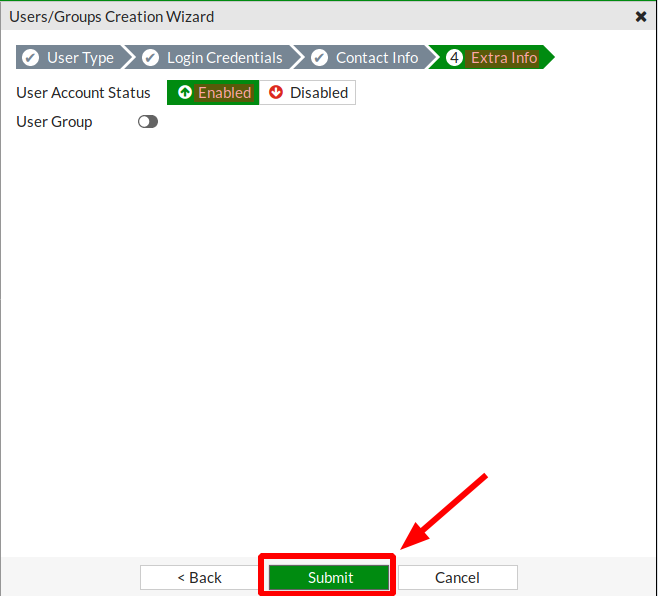 Users/Groups Creation Wizard
User Type Login Credentials Contact Info 4 Extra Info
User Account Status Enabled Disabled
User Group
< Back Submit Cancel